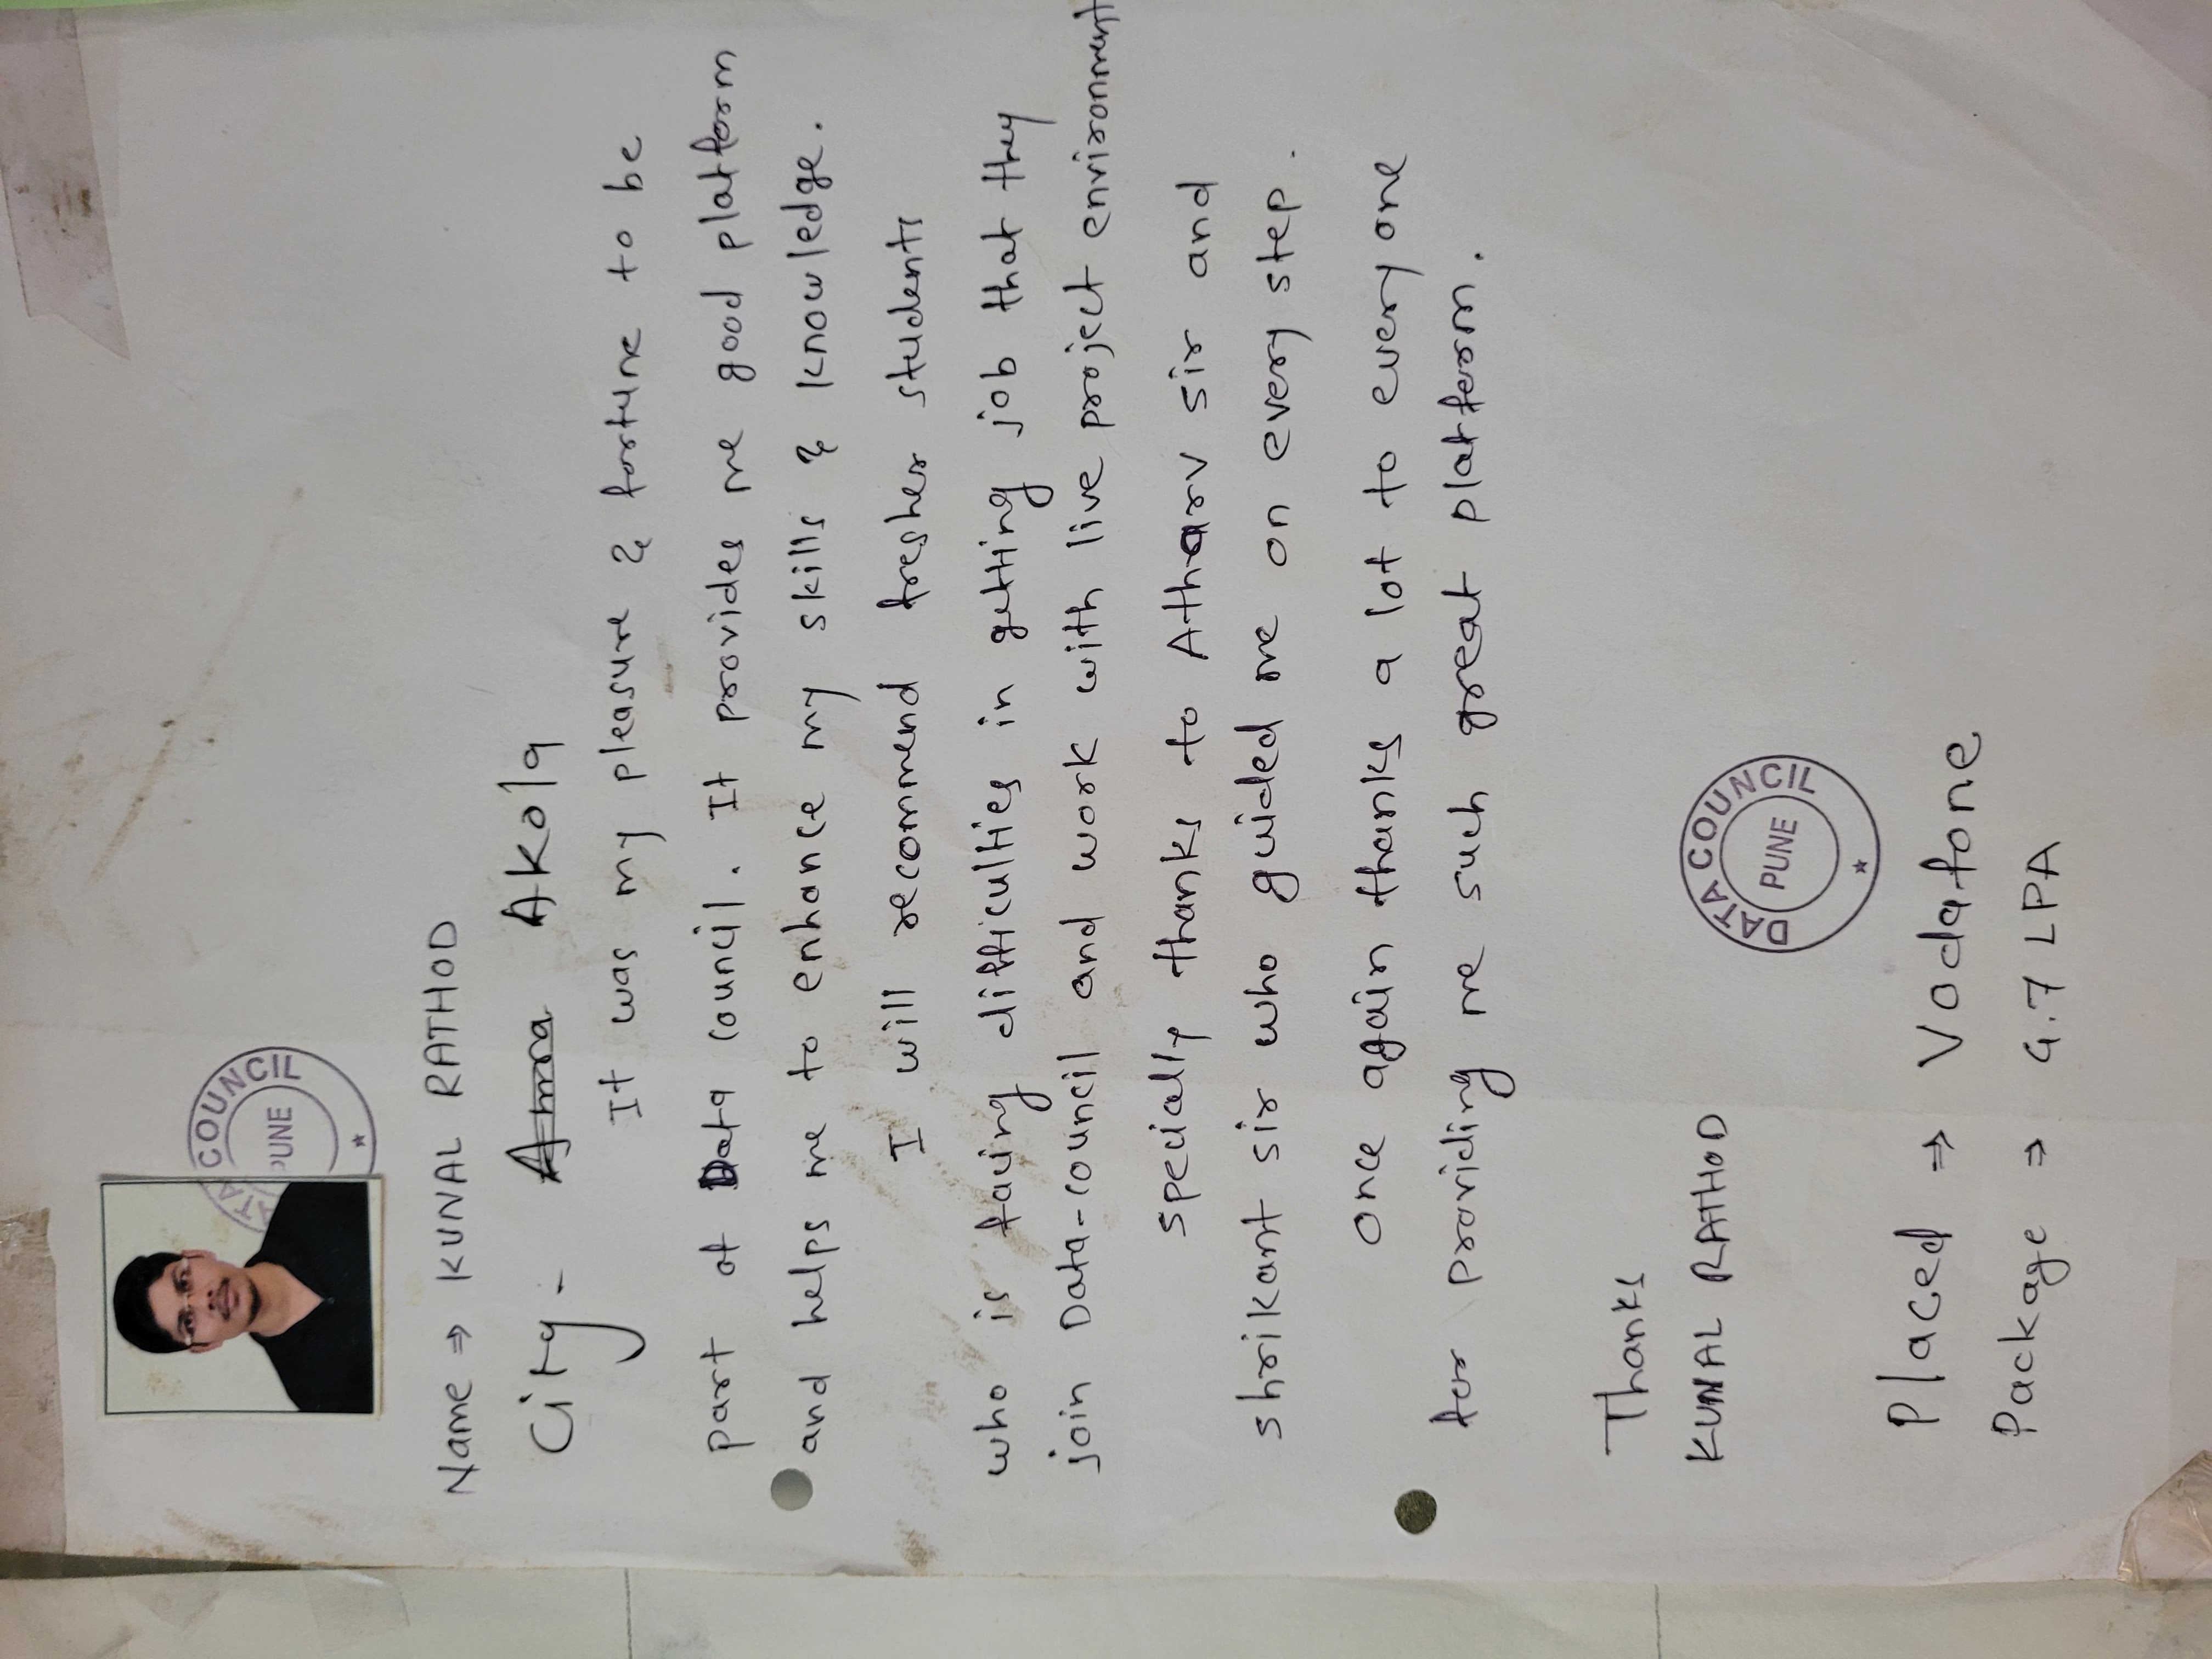 DATA COUNCIL
PUNE
Name ⇒ KUNAL RATHOD
City - Amra Akola
It was my pleasure & fortune to be
part of Data council. It provides me good platform
and helps me to enhance my skills & knowledge.
I will recommend fresher students
who is facing difficulties in getting job that they
join Data-council and work with live project environment
specially thanks to Atharv sir and
shrikant sir who guided me on every step.
once again thanks a lot to everyone
for providing me such great platform.
Thanks
KUNAL RATHOD
DATA COUNCIL
PUNE
Placed ⇒ Vodafone
Package ⇒ 4.7 LPA